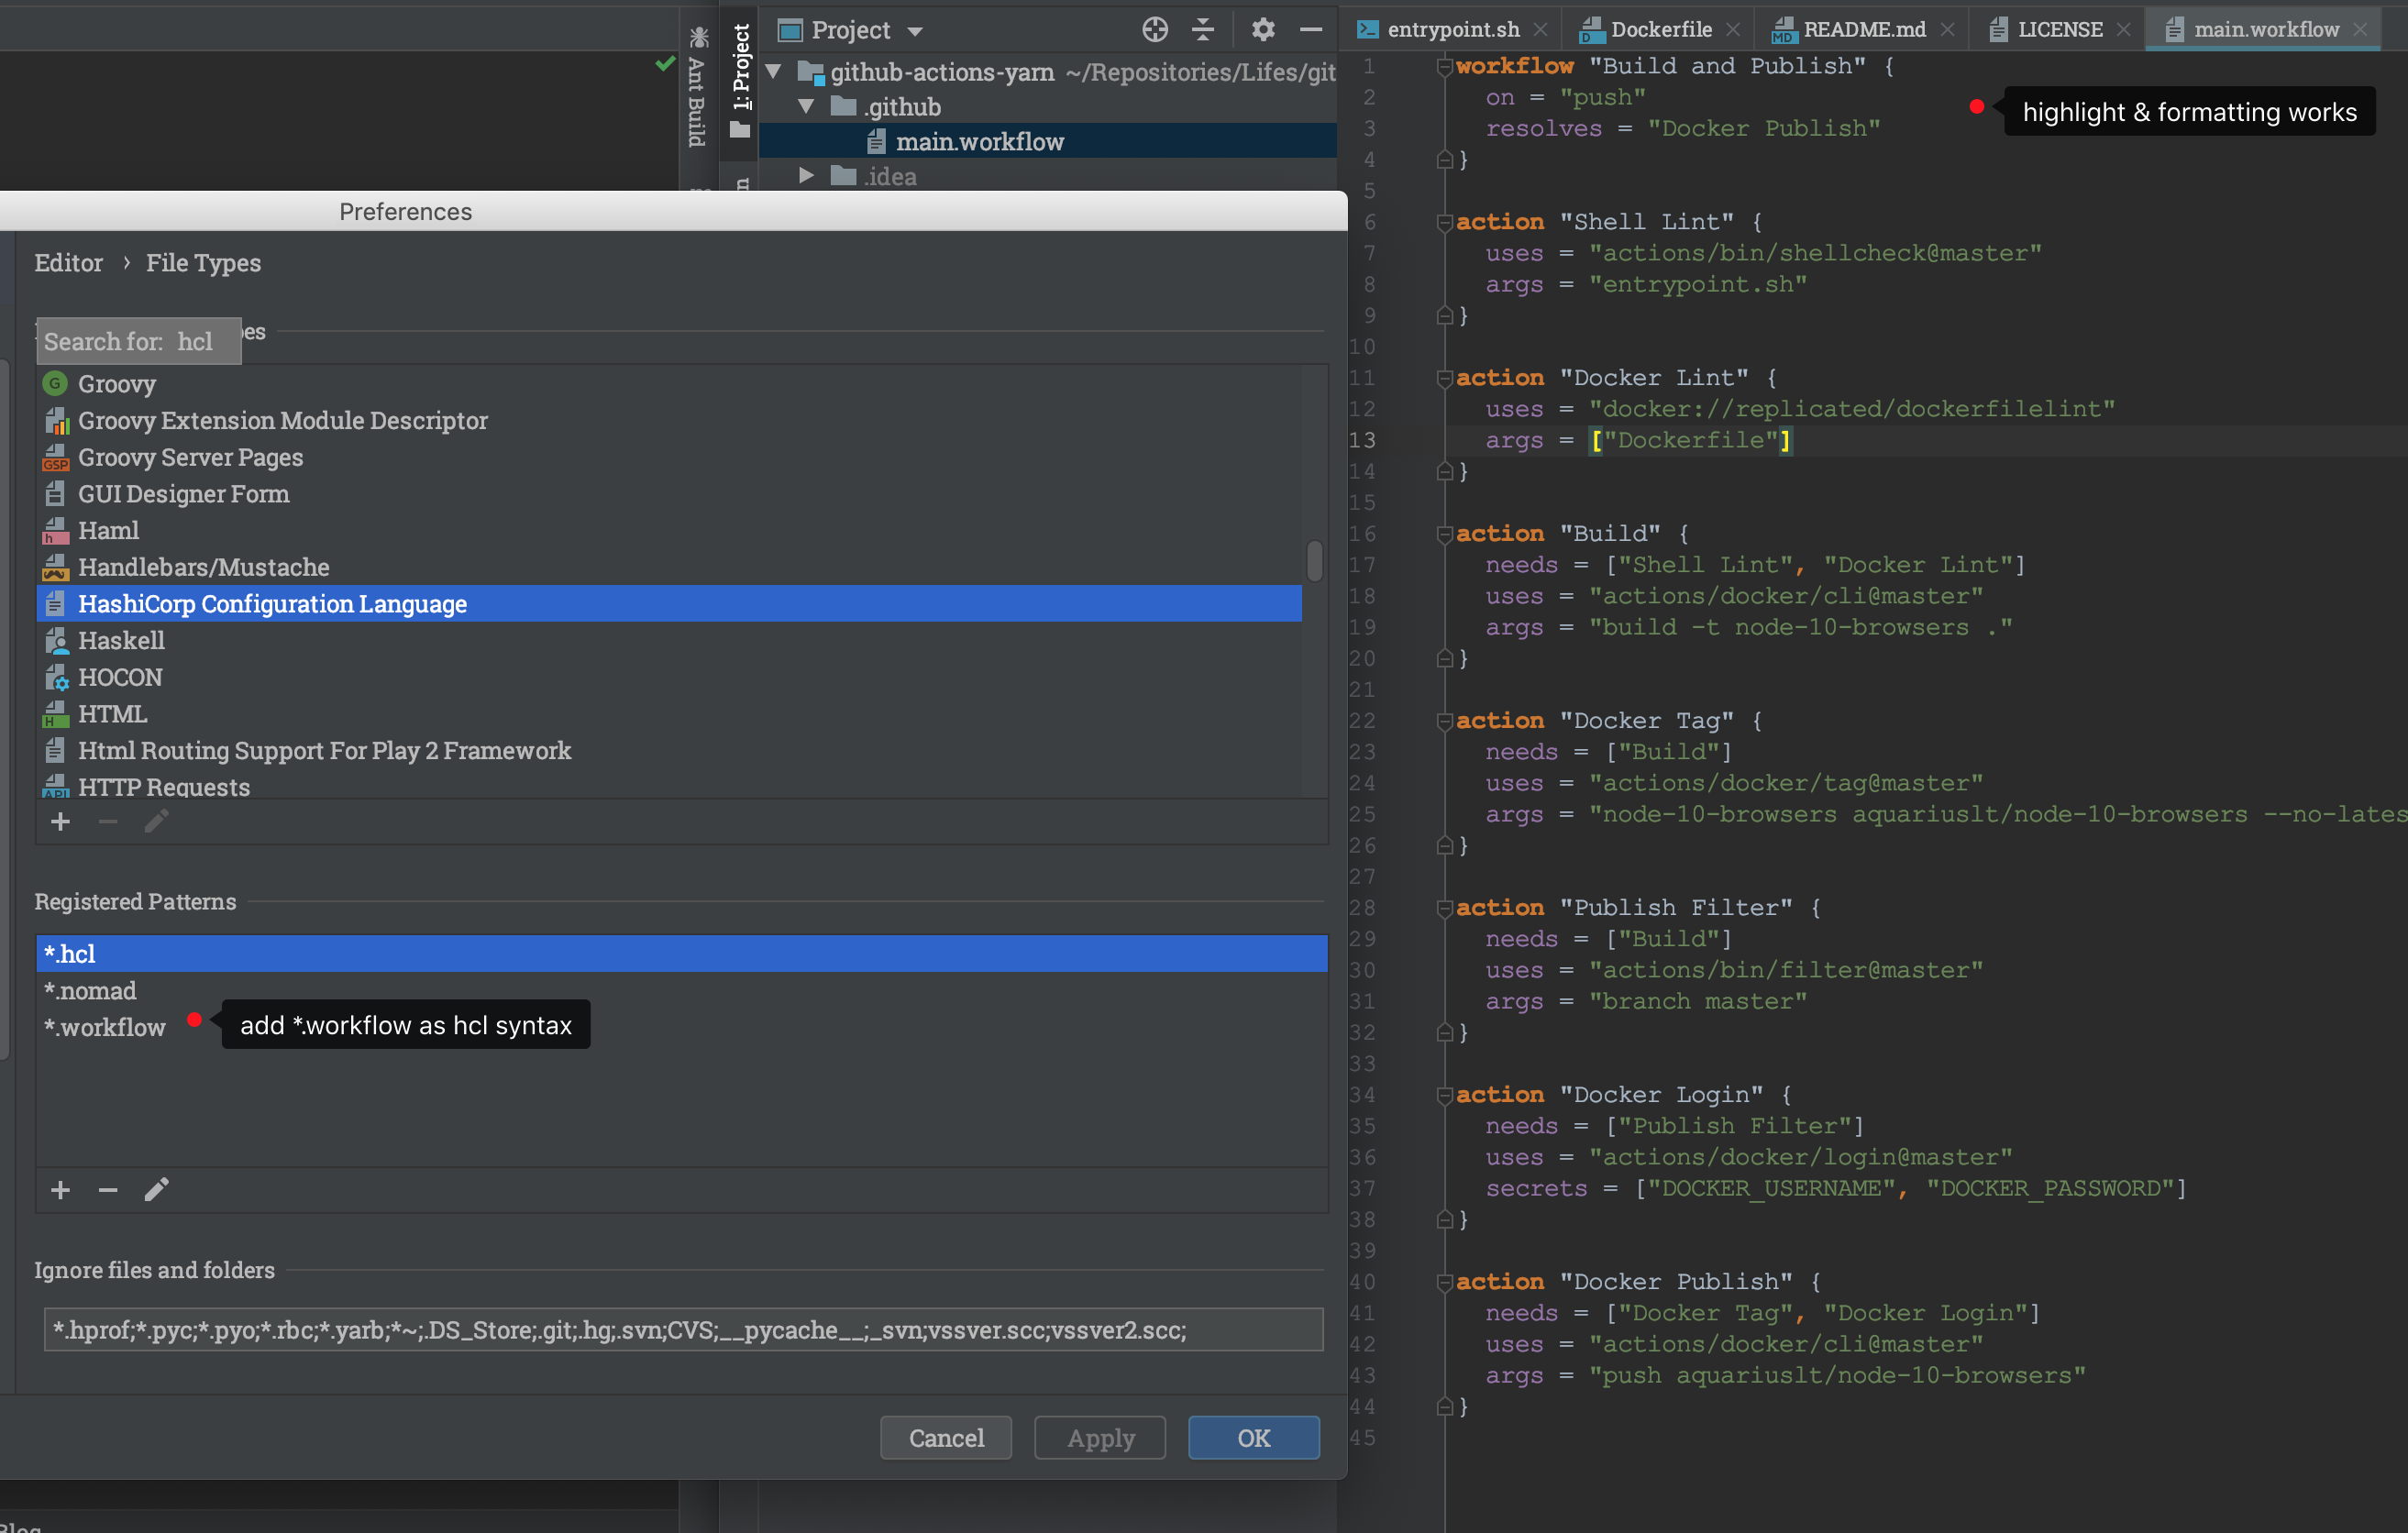 Project
entrypoint.sh
Dockerfile
README.md
LICENSE
main.workflow
Ant Build
1: Project
github-actions-yarn ~/Repositories/Lifes/git
.github
main.workflow
.idea
Preferences
Editor › File Types
Search for: hcl
Groovy
Groovy Extension Module Descriptor
Groovy Server Pages
GUI Designer Form
Haml
Handlebars/Mustache
HashiCorp Configuration Language
Haskell
HOCON
HTML
Html Routing Support For Play 2 Framework
HTTP Requests
Registered Patterns
*.hcl
*.nomad
*.workflow
add *.workflow as hcl syntax
Ignore files and folders
*.hprof;*.pyc;*.pyo;*.rbc;*.yarb;*~;.DS_Store;.git;.hg;.svn;CVS;__pycache__;_svn;vssver.scc;vssver2.scc;
Cancel
Apply
OK
highlight & formatting works
1 workflow "Build and Publish" {
2 on = "push"
3 resolves = "Docker Publish"
4 }
5
6 action "Shell Lint" {
7 uses = "actions/bin/shellcheck@master"
8 args = "entrypoint.sh"
9 }
10
11 action "Docker Lint" {
12 uses = "docker://replicated/dockerfilelint"
13 args = ["Dockerfile"]
14 }
15
16 action "Build" {
17 needs = ["Shell Lint", "Docker Lint"]
18 uses = "actions/docker/cli@master"
19 args = "build -t node-10-browsers ."
20 }
21
22 action "Docker Tag" {
23 needs = ["Build"]
24 uses = "actions/docker/tag@master"
25 args = "node-10-browsers aquariuslt/node-10-browsers --no-lates
26 }
27
28 action "Publish Filter" {
29 needs = ["Build"]
30 uses = "actions/bin/filter@master"
31 args = "branch master"
32 }
33
34 action "Docker Login" {
35 needs = ["Publish Filter"]
36 uses = "actions/docker/login@master"
37 secrets = ["DOCKER_USERNAME", "DOCKER_PASSWORD"]
38 }
39
40 action "Docker Publish" {
41 needs = ["Docker Tag", "Docker Login"]
42 uses = "actions/docker/cli@master"
43 args = "push aquariuslt/node-10-browsers"
44 }
45